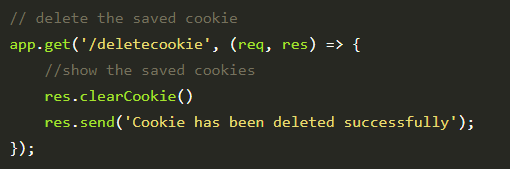 // delete the saved cookie
app.get('/deletecookie', (req, res) => {
    //show the saved cookies
    res.clearCookie()
    res.send('Cookie has been deleted successfully');
});